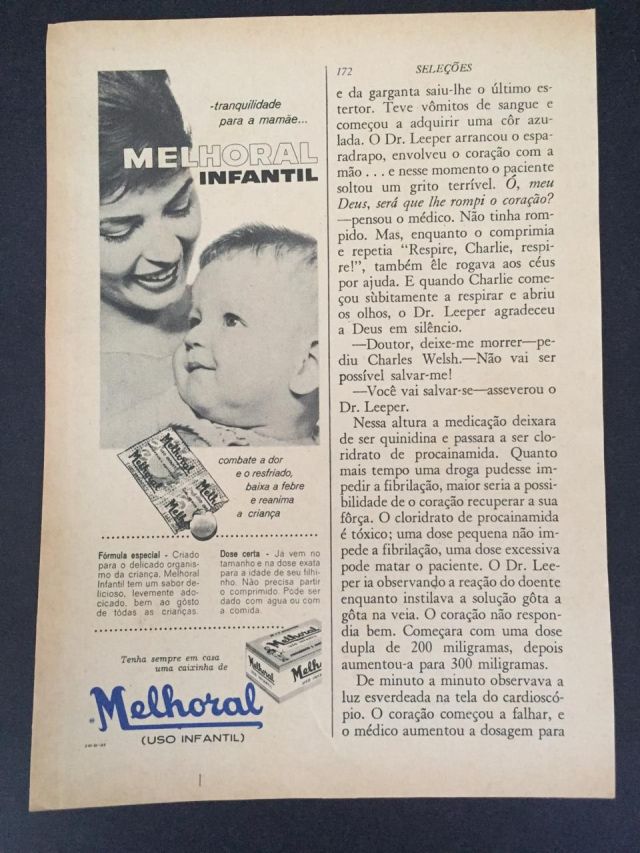 -tranquilidade
para a mamãe...
MELHORAL
INFANTIL
combate a dor
e o resfriado,
baixa a febre
e reanima
a criança
Fórmula especial - Criado
para o delicado organis-
mo da criança. Melhoral
Infantil tem um sabor de-
licioso, levemente ado-
cicado, bem ao gôsto
de tôdas as crianças.
Dose certa - Já vem no
tamanho e na dose exata
para a idade de seu filhi-
nho. Não precisa partir
o comprimido. Pode ser
dado com agua ou com
a comida.
Tenha sempre em casa
uma caixinha de
Melhoral
(USO INFANTIL)
172 SELEÇÕES
e da garganta saiu-lhe o último es-
tertor. Teve vômitos de sangue e
começou a adquirir uma côr azu-
lada. O Dr. Leeper arrancou o espa-
radrapo, envolveu o coração com a
mão . . . e nesse momento o paciente
soltou um grito terrível. Ó, meu
Deus, será que lhe rompi o coração?
—pensou o médico. Não tinha rom-
pido. Mas, enquanto o comprimia
e repetia “Respire, Charlie, respi-
re!”, também êle rogava aos céus
por ajuda. E quando Charlie come-
çou sùbitamente a respirar e abriu
os olhos, o Dr. Leeper agradeceu
a Deus em silêncio.
—Doutor, deixe-me morrer—pe-
diu Charles Welsh.—Não vai ser
possível salvar-me!
—Você vai salvar-se—asseverou o
Dr. Leeper.
Nessa altura a medicação deixara
de ser quinidina e passara a ser clo-
ridrato de procainamida. Quanto
mais tempo uma droga pudesse im-
pedir a fibrilação, maior seria a possi-
bilidade de o coração recuperar a sua
fôrça. O cloridrato de procainamida
é tóxico; uma dose pequena não im-
pede a fibrilação, uma dose excessiva
pode matar o paciente. O Dr. Lee-
per ia observando a reação do doente
enquanto instilava a solução gôta a
gôta na veia. O coração não respon-
dia bem. Começara com uma dose
dupla de 200 miligramas, depois
aumentou-a para 300 miligramas.
De minuto a minuto observava a
luz esverdeada na tela do cardioscó-
pio. O coração começou a falhar, e
o médico aumentou a dosagem para